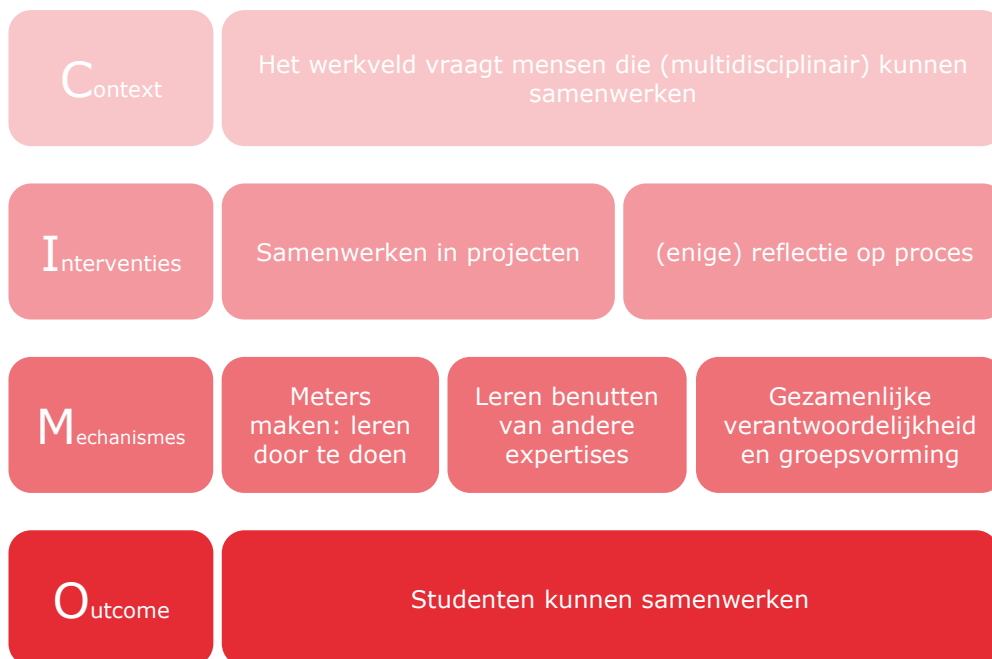 Context
Het werkveld vraagt mensen die (multidisciplinair) kunnen
samenwerken
Interventies
Samenwerken in projecten
(enige) reflectie op proces
Mechanismes
Meters
maken: leren
door te doen
Leren benutten
van andere
expertises
Gezamenlijke
verantwoordelijkheid
en groepsvorming
Outcome
Studenten kunnen samenwerken